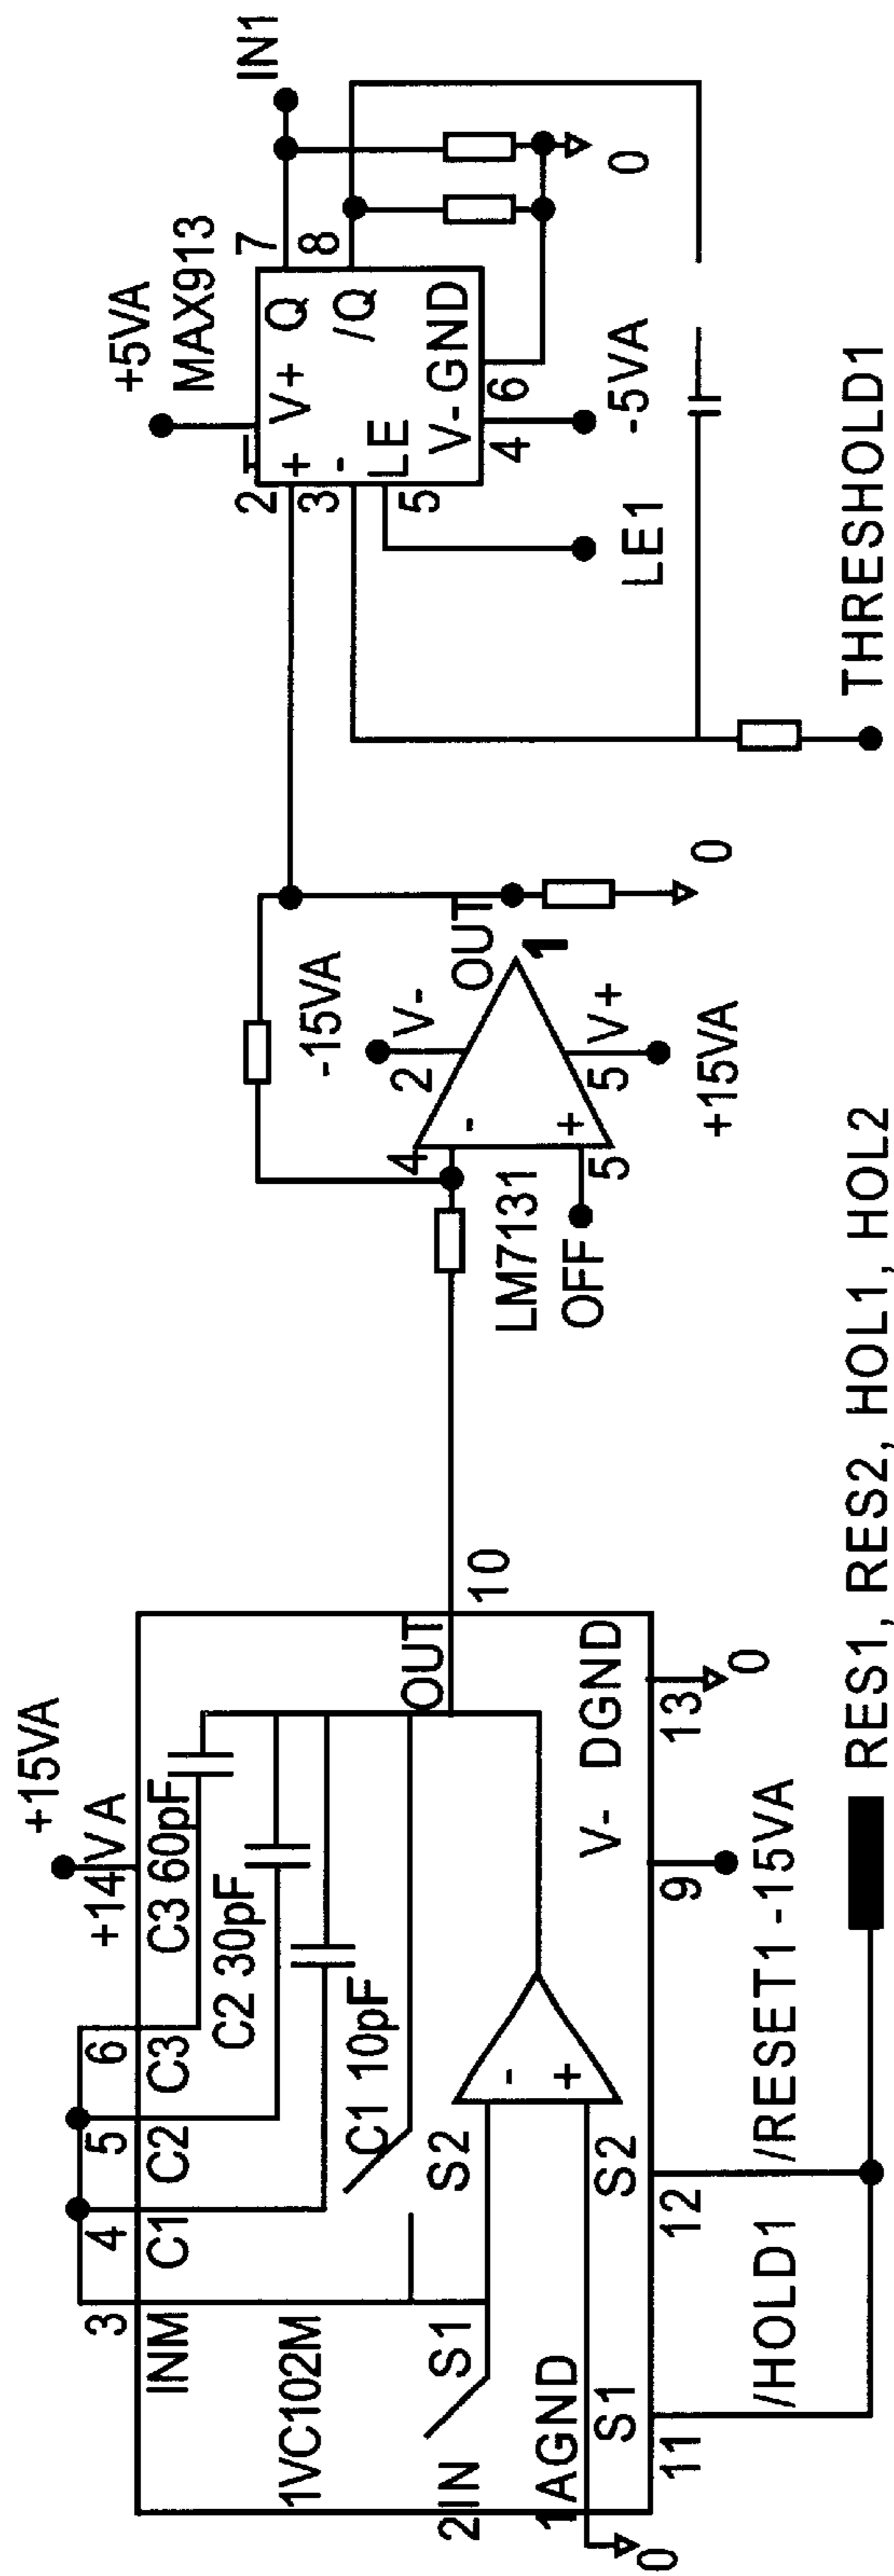 +15VA
+14 VA
3
4
5
6
INM
C1
C2
C3
C3 60pF
C2 30pF
C1 10pF
1VC102M
S1
S2
-
+
OUT
10
2IN
1AGND
0
S1
S2
V-
DGND
11
12
9
13
/HOLD1
/RESET1
-15VA
0
RES1, RES2, HOL1, HOL2
-15VA
2
V-
4
-
+
5
LM7131
OFF
OUT
1
5
V+
+15VA
0
+5VA
MAX913
IN1
2
3
5
+
-
LE
V+
Q
/Q
7
8
V-
GND
4
6
0
LE1
-5VA
THRESHOLD1